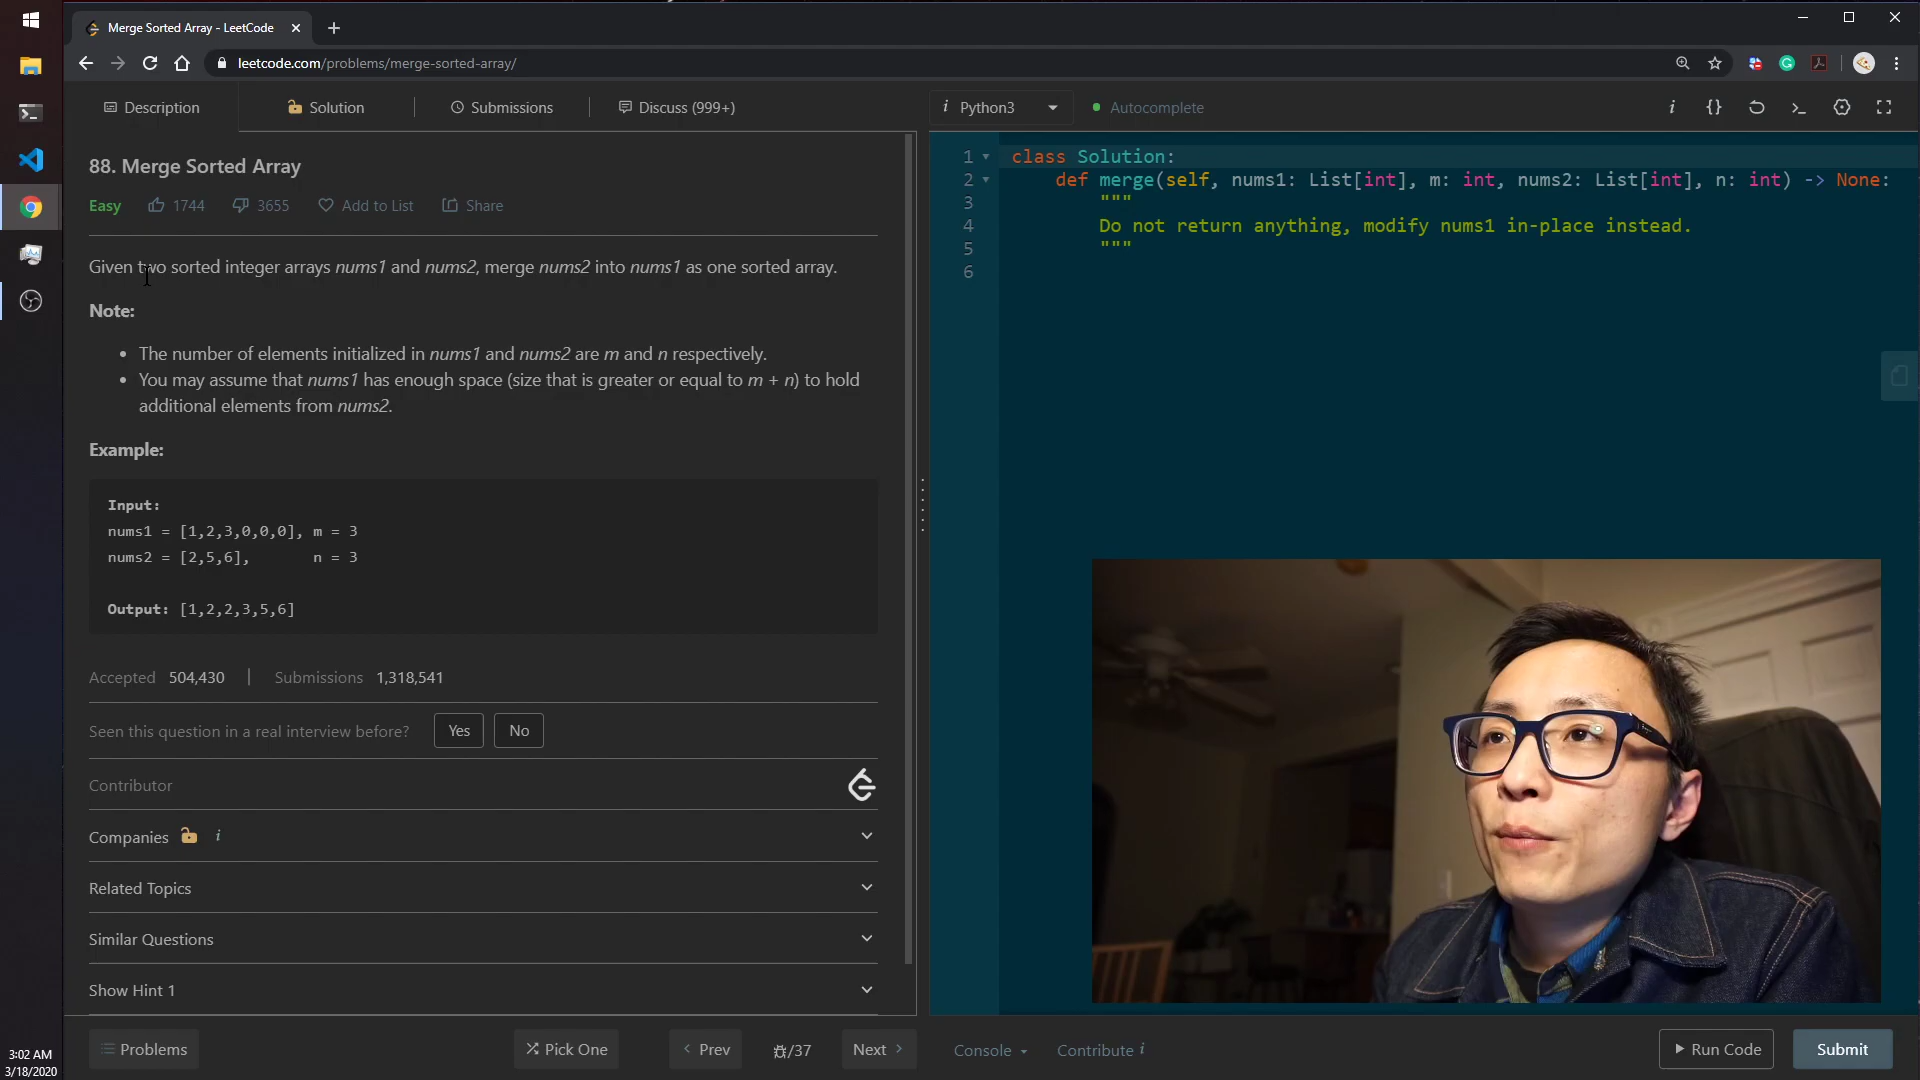 Merge Sorted Array - LeetCode
leetcode.com/problems/merge-sorted-array/
Description
Solution
Submissions
Discuss (999+)
Python3
Autocomplete
88. Merge Sorted Array
Easy 1744 3655 Add to List Share
Given two sorted integer arrays nums1 and nums2, merge nums2 into nums1 as one sorted array.
Note:
The number of elements initialized in nums1 and nums2 are m and n respectively.
You may assume that nums1 has enough space (size that is greater or equal to m + n) to hold
additional elements from nums2.
Example:
Input:
nums1 = [1,2,3,0,0,0], m = 3
nums2 = [2,5,6],       n = 3
Output: [1,2,2,3,5,6]
Accepted 504,430 | Submissions 1,318,541
Seen this question in a real interview before? Yes No
Contributor
Companies i
Related Topics
Similar Questions
Show Hint 1
Problems
Pick One
< Prev
/37
Next >
1 class Solution:
2     def merge(self, nums1: List[int], m: int, nums2: List[int], n: int) -> None:
3         """
4         Do not return anything, modify nums1 in-place instead.
5         """
6
Console
Contribute i
Run Code
Submit
3:02 AM
3/18/2020